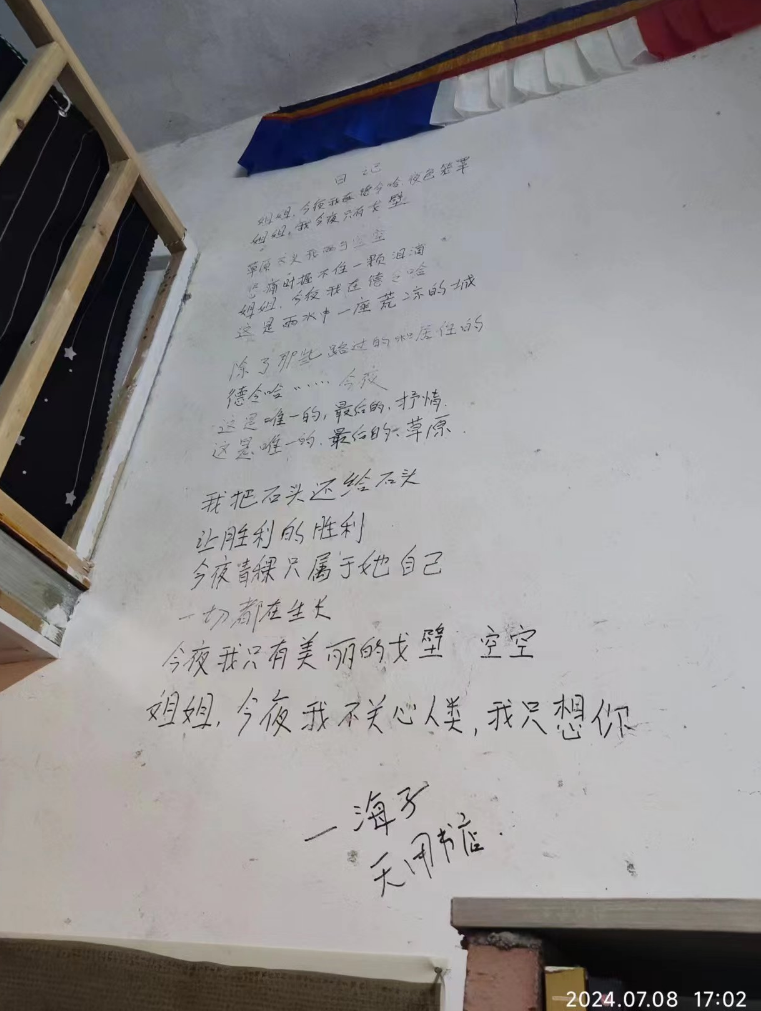 日记
姐姐,今夜我在德令哈,夜色笼罩
姐姐,我今夜只有戈壁
草原尽头我两手空空
悲痛时握不住一颗泪滴
姐姐,今夜我在德令哈
这是雨水中一座荒凉的城
除了那些路过的和居住的
德令哈……今夜
这是唯一的,最后的,抒情.
这是唯一的,最后的,草原.
我把石头还给石头
让胜利的胜利
今夜青稞只属于她自己
一切都在生长
今夜我只有美丽的戈壁 空空
姐姐,今夜我不关心人类,我只想你
—海子
书店.
2024.07.08 17:02